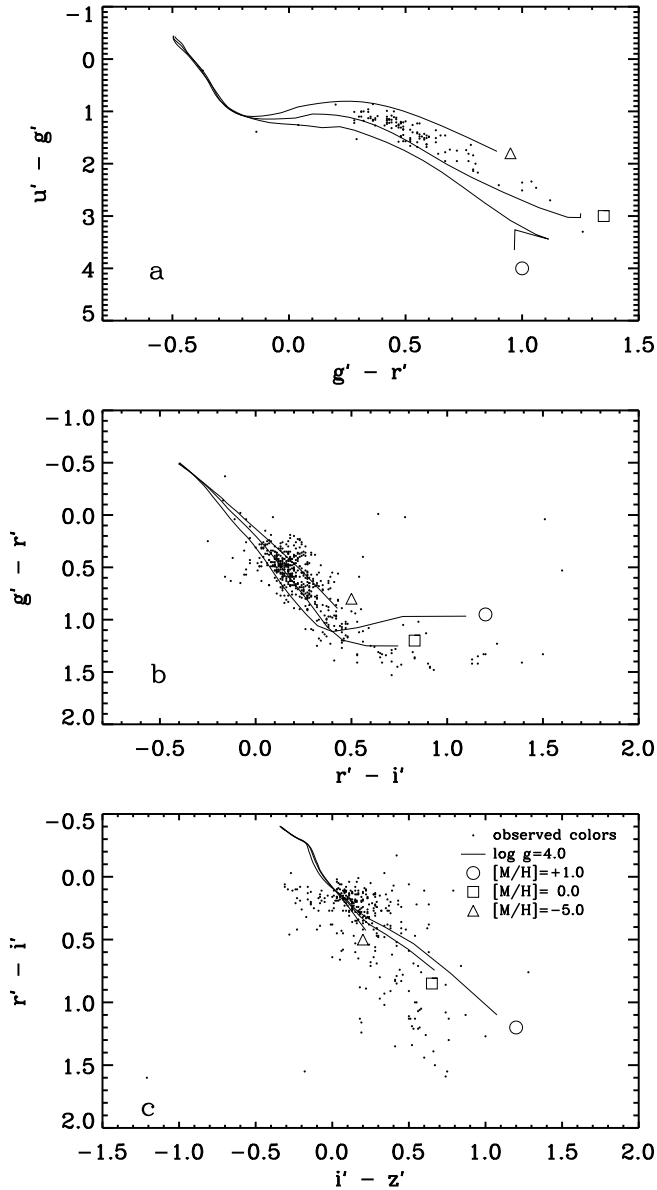 −1
0
1
2
3
4
5
u′ − g′
a
−0.5 0.0 0.5 1.0 1.5
g′ − r′
−1.0
−0.5
0.0
0.5
1.0
1.5
2.0
g′ − r′
b
−0.5 0.0 0.5 1.0 1.5 2.0
r′ − i′
−0.5
0.0
0.5
1.0
1.5
2.0
r′ − i′
observed colors
log g=4.0
[M/H]=+1.0
[M/H]= 0.0
[M/H]=−5.0
c
−1.5 −1.0 −0.5 0.0 0.5 1.0 1.5 2.0
i′ − z′